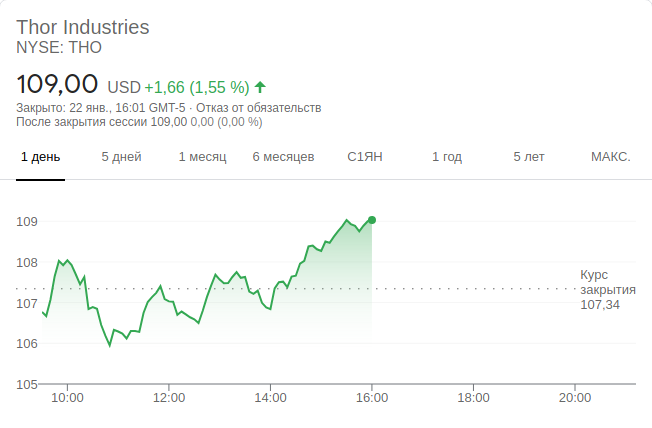 Thor Industries
NYSE: THO
109,00 USD +1,66 (1,55 %)
Закрыто: 22 янв., 16:01 GMT-5 · Отказ от обязательств
После закрытия сессии 109,00 0,00 (0,00 %)
1 день 5 дней 1 месяц 6 месяцев С1ЯН 1 год 5 лет МАКС.
109
108
107
106
105
Курс
закрытия
107,34
10:00 12:00 14:00 16:00 18:00 20:00